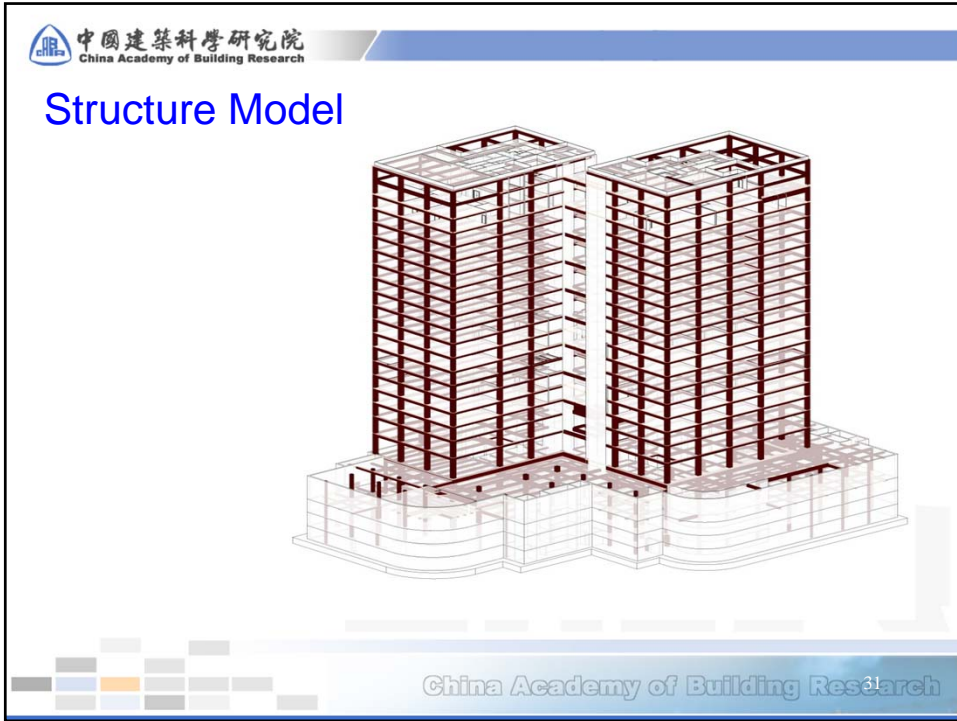 中國建築科學研究院
China Academy of Building Research
Structure Model
China Academy of Building Research
31